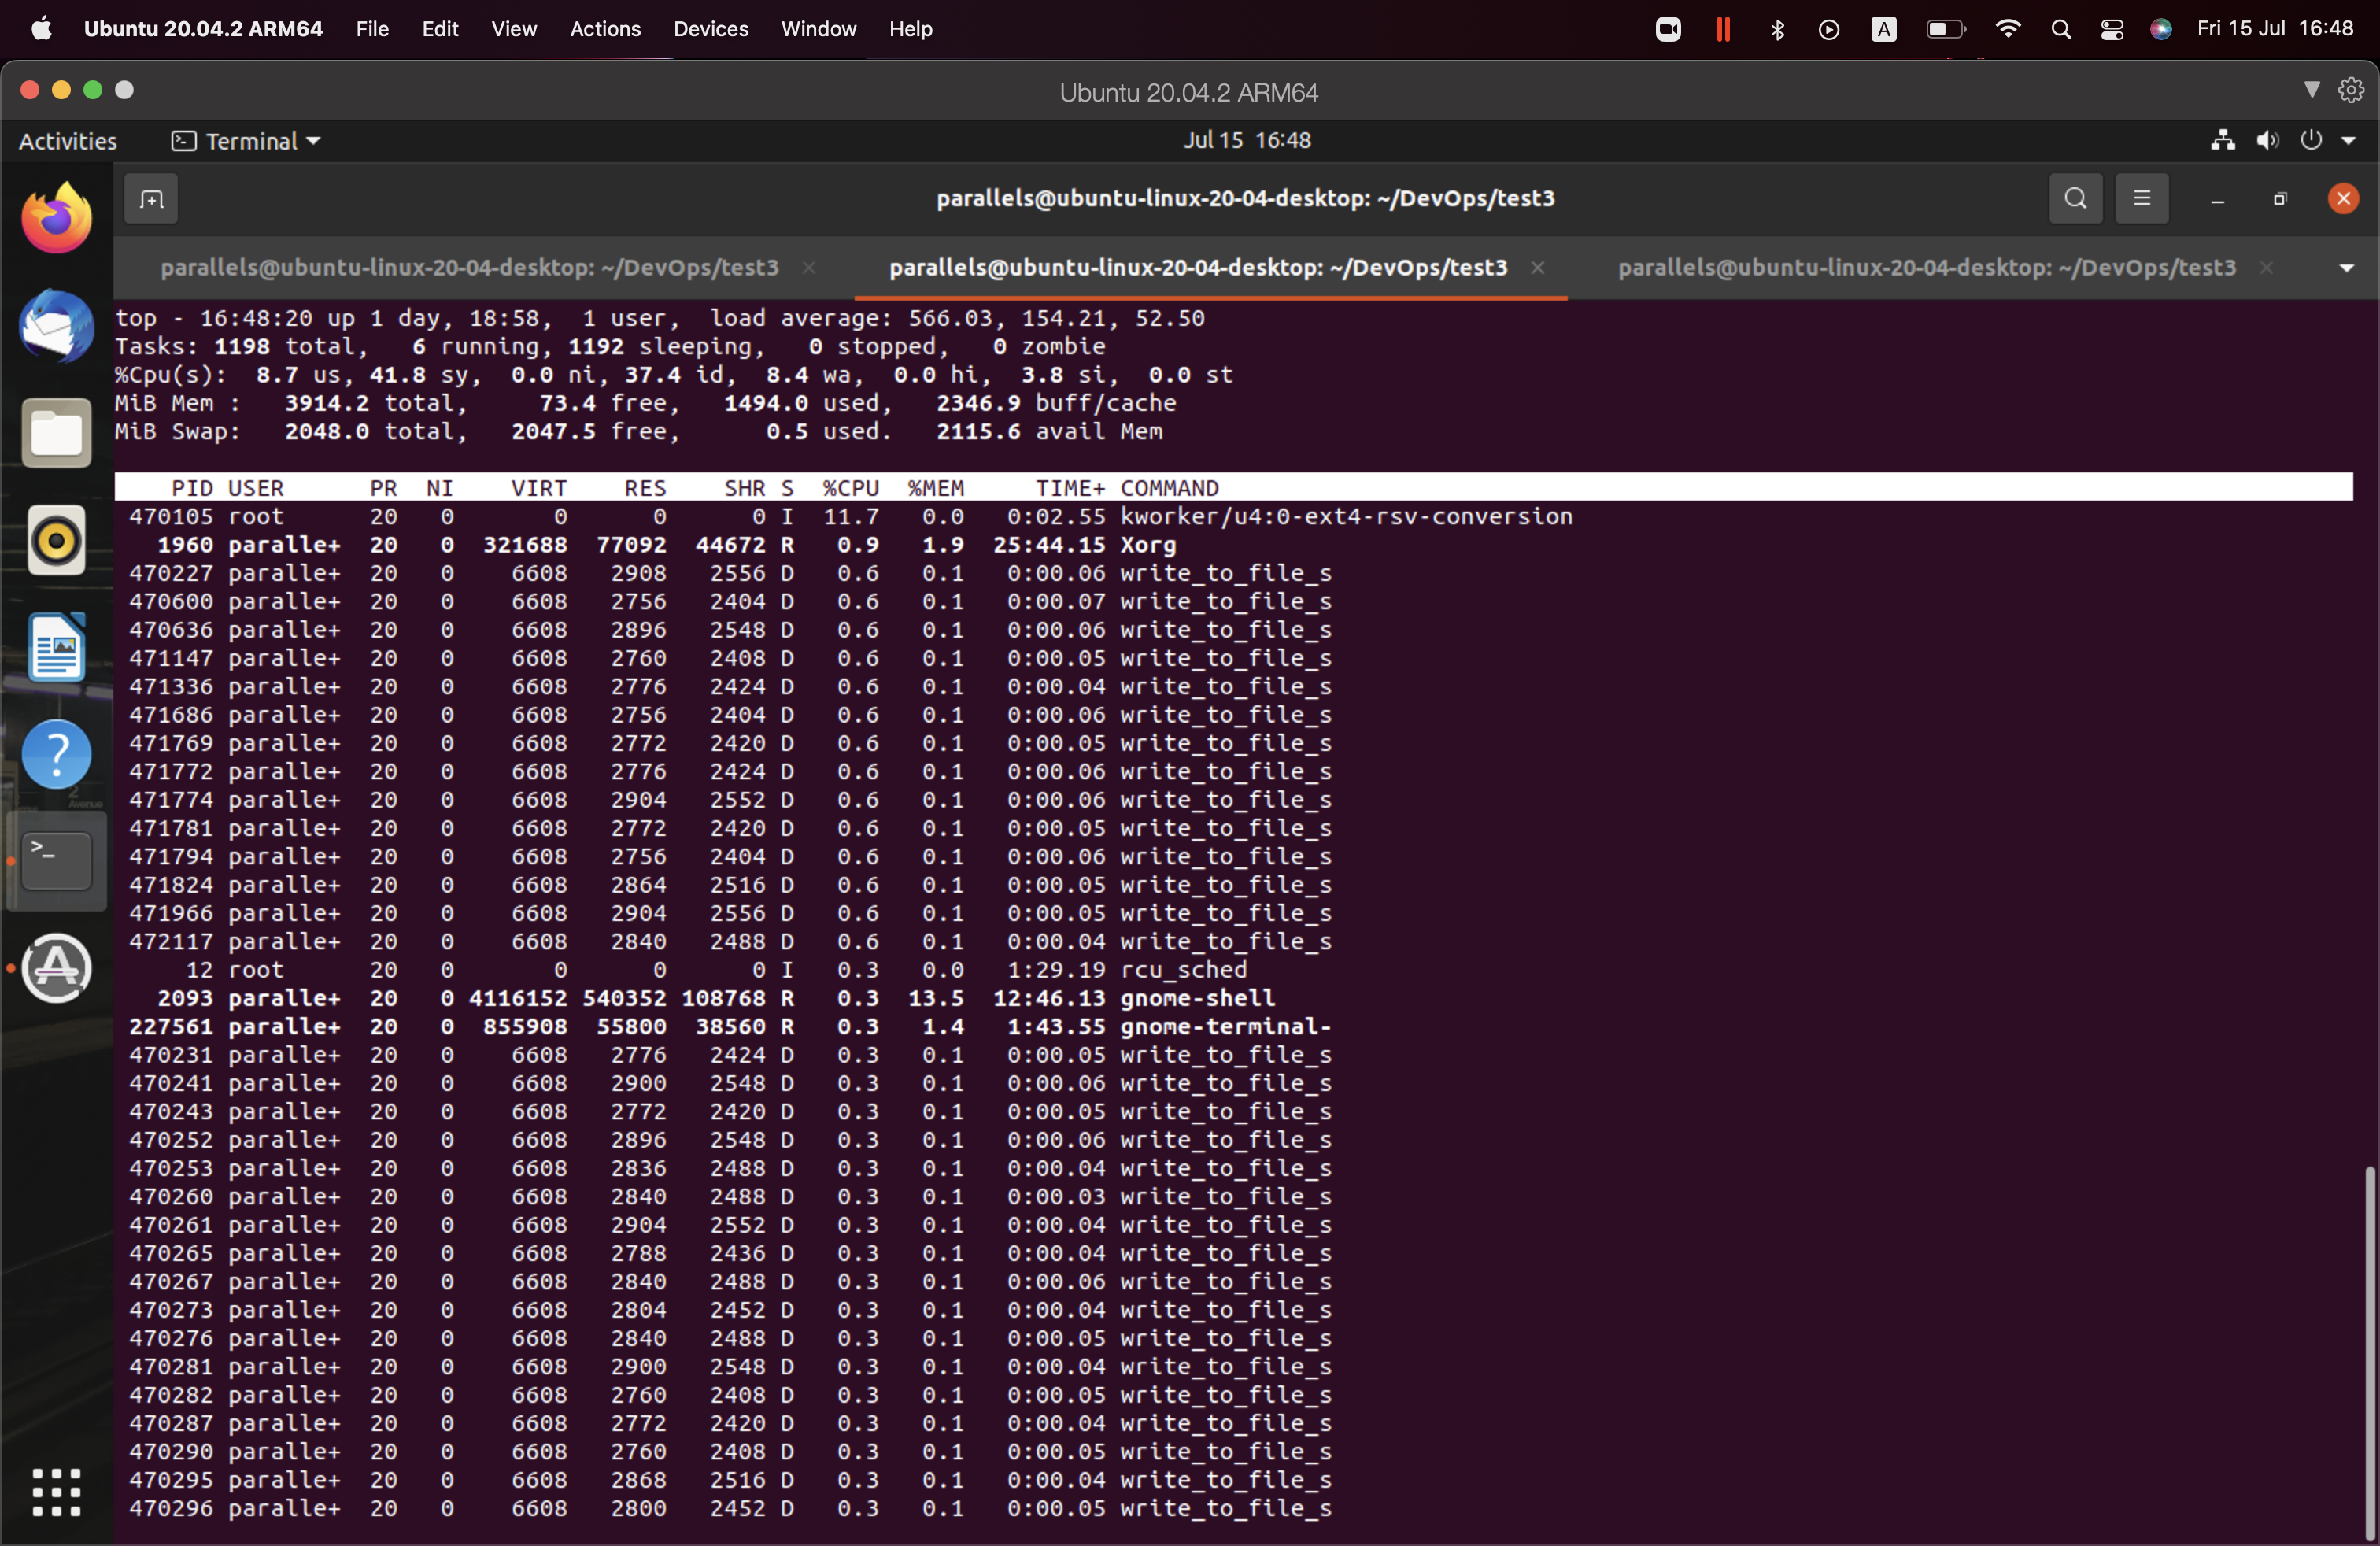 Ubuntu 20.04.2 ARM64 File Edit View Actions Devices Window Help A Fri 15 Jul 16:48
Ubuntu 20.04.2 ARM64
Activities Terminal Jul 15 16:48
parallels@ubuntu-linux-20-04-desktop: ~/DevOps/test3
parallels@ubuntu-linux-20-04-desktop: ~/DevOps/test3 parallels@ubuntu-linux-20-04-desktop: ~/DevOps/test3 parallels@ubuntu-linux-20-04-desktop: ~/DevOps/test3
top - 16:48:20 up 1 day, 18:58, 1 user, load average: 566.03, 154.21, 52.50
Tasks: 1198 total, 6 running, 1192 sleeping, 0 stopped, 0 zombie
%Cpu(s): 8.7 us, 41.8 sy, 0.0 ni, 37.4 id, 8.4 wa, 0.0 hi, 3.8 si, 0.0 st
MiB Mem : 3914.2 total, 73.4 free, 1494.0 used, 2346.9 buff/cache
MiB Swap: 2048.0 total, 2047.5 free, 0.5 used. 2115.6 avail Mem
PID USER PR NI VIRT RES SHR S %CPU %MEM TIME+ COMMAND
470105 root 20 0 0 0 0 I 11.7 0.0 0:02.55 kworker/u4:0-ext4-rsv-conversion
1960 paralle+ 20 0 321688 77092 44672 R 0.9 1.9 25:44.15 Xorg
470227 paralle+ 20 0 6608 2908 2556 D 0.6 0.1 0:00.06 write_to_file_s
470600 paralle+ 20 0 6608 2756 2404 D 0.6 0.1 0:00.07 write_to_file_s
470636 paralle+ 20 0 6608 2896 2548 D 0.6 0.1 0:00.06 write_to_file_s
471147 paralle+ 20 0 6608 2760 2408 D 0.6 0.1 0:00.05 write_to_file_s
471336 paralle+ 20 0 6608 2776 2424 D 0.6 0.1 0:00.04 write_to_file_s
471686 paralle+ 20 0 6608 2756 2404 D 0.6 0.1 0:00.06 write_to_file_s
471769 paralle+ 20 0 6608 2772 2420 D 0.6 0.1 0:00.05 write_to_file_s
471772 paralle+ 20 0 6608 2776 2424 D 0.6 0.1 0:00.06 write_to_file_s
471774 paralle+ 20 0 6608 2904 2552 D 0.6 0.1 0:00.06 write_to_file_s
471781 paralle+ 20 0 6608 2772 2420 D 0.6 0.1 0:00.05 write_to_file_s
471794 paralle+ 20 0 6608 2756 2404 D 0.6 0.1 0:00.06 write_to_file_s
471824 paralle+ 20 0 6608 2864 2516 D 0.6 0.1 0:00.05 write_to_file_s
471966 paralle+ 20 0 6608 2904 2556 D 0.6 0.1 0:00.05 write_to_file_s
472117 paralle+ 20 0 6608 2840 2488 D 0.6 0.1 0:00.04 write_to_file_s
12 root 20 0 0 0 0 I 0.3 0.0 1:29.19 rcu_sched
2093 paralle+ 20 0 4116152 540352 108768 R 0.3 13.5 12:46.13 gnome-shell
227561 paralle+ 20 0 855908 55800 38560 R 0.3 1.4 1:43.55 gnome-terminal-
470231 paralle+ 20 0 6608 2776 2424 D 0.3 0.1 0:00.05 write_to_file_s
470241 paralle+ 20 0 6608 2900 2548 D 0.3 0.1 0:00.06 write_to_file_s
470243 paralle+ 20 0 6608 2772 2420 D 0.3 0.1 0:00.05 write_to_file_s
470252 paralle+ 20 0 6608 2896 2548 D 0.3 0.1 0:00.06 write_to_file_s
470253 paralle+ 20 0 6608 2836 2488 D 0.3 0.1 0:00.04 write_to_file_s
470260 paralle+ 20 0 6608 2840 2488 D 0.3 0.1 0:00.03 write_to_file_s
470261 paralle+ 20 0 6608 2904 2552 D 0.3 0.1 0:00.04 write_to_file_s
470265 paralle+ 20 0 6608 2788 2436 D 0.3 0.1 0:00.04 write_to_file_s
470267 paralle+ 20 0 6608 2840 2488 D 0.3 0.1 0:00.06 write_to_file_s
470273 paralle+ 20 0 6608 2804 2452 D 0.3 0.1 0:00.04 write_to_file_s
470276 paralle+ 20 0 6608 2840 2488 D 0.3 0.1 0:00.05 write_to_file_s
470281 paralle+ 20 0 6608 2900 2548 D 0.3 0.1 0:00.04 write_to_file_s
470282 paralle+ 20 0 6608 2760 2408 D 0.3 0.1 0:00.05 write_to_file_s
470287 paralle+ 20 0 6608 2772 2420 D 0.3 0.1 0:00.04 write_to_file_s
470290 paralle+ 20 0 6608 2760 2408 D 0.3 0.1 0:00.05 write_to_file_s
470295 paralle+ 20 0 6608 2868 2516 D 0.3 0.1 0:00.04 write_to_file_s
470296 paralle+ 20 0 6608 2800 2452 D 0.3 0.1 0:00.05 write_to_file_s